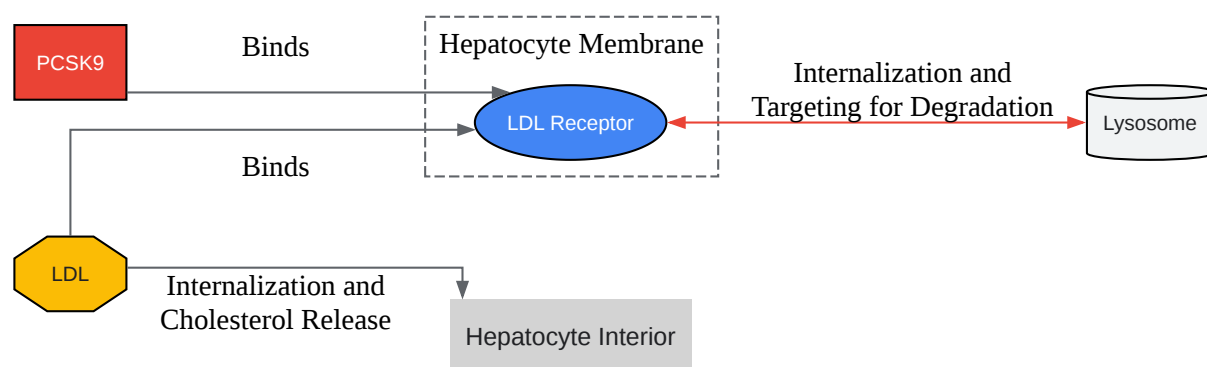 PCSK9
Binds
Hepatocyte Membrane
LDL Receptor
Internalization and
Targeting for Degradation
Lysosome
Binds
LDL
Internalization and
Cholesterol Release
Hepatocyte Interior